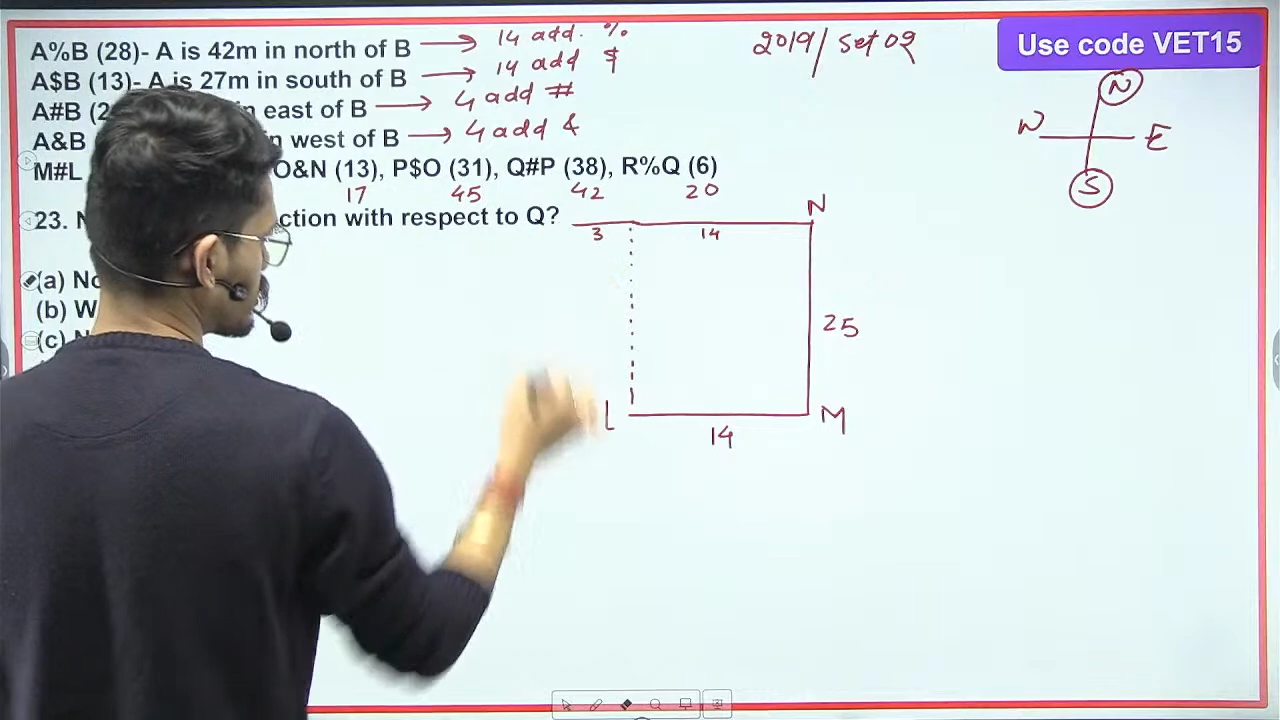 A%B (28)- A is 42m in north of B → 14 add. %
2019/Set 02
Use code VET15
A$B (13)- A is 27m in south of B → 14 add $
A#B (2 in east of B → 4 add #
A&B in west of B → 4 add &
M#L O&N (13), P$O (31), Q#P (38), R%Q (6)
17 45 42 20
23. with respect to Q?
N
W E
S
N
3 14
25
L M
14
(a)
(b) W
(c)